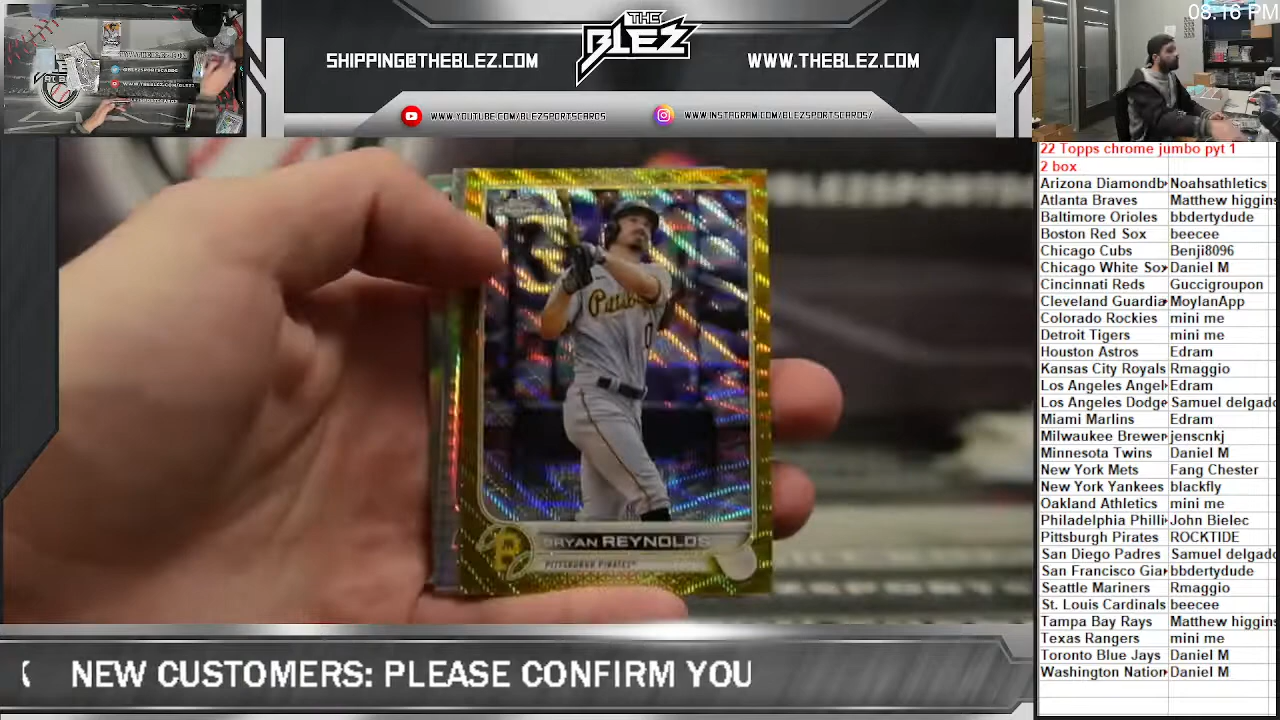 THE
BLEZ
SHIPPING@THEBLEZ.COM
WWW.THEBLEZ.COM
WWW.YOUTUBE.COM/BLEZSPORTSCARDS
WWW.INSTAGRAM.COM/BLEZSPORTSCARDS/
08:16 PM
22 Topps chrome jumbo pyt 1
2 box
Arizona Diamondb Noahsathletics
Atlanta Braves Matthew higgins
Baltimore Orioles bbdertydude
Boston Red Sox beecee
Chicago Cubs Benji8096
Chicago White Sox Daniel M
Cincinnati Reds Guccigroupon
Cleveland Guardia MoylanApp
Colorado Rockies mini me
Detroit Tigers mini me
Houston Astros Edram
Kansas City Royals Rmaggio
Los Angeles Angel Edram
Los Angeles Dodge Samuel delgado
Miami Marlins Edram
Milwaukee Brewer jenscnkj
Minnesota Twins Daniel M
New York Mets Fang Chester
New York Yankees blackfly
Oakland Athletics mini me
Philadelphia Philli John Bielec
Pittsburgh Pirates ROCKTIDE
San Diego Padres Samuel delgado
San Francisco Gia bbdertydude
Seattle Mariners Rmaggio
St. Louis Cardinals beecee
Tampa Bay Rays Matthew higgins
Texas Rangers mini me
Toronto Blue Jays Daniel M
Washington Nation Daniel M
BRYAN REYNOLDS
PITTSBURGH PIRATES
NEW CUSTOMERS: PLEASE CONFIRM YOU